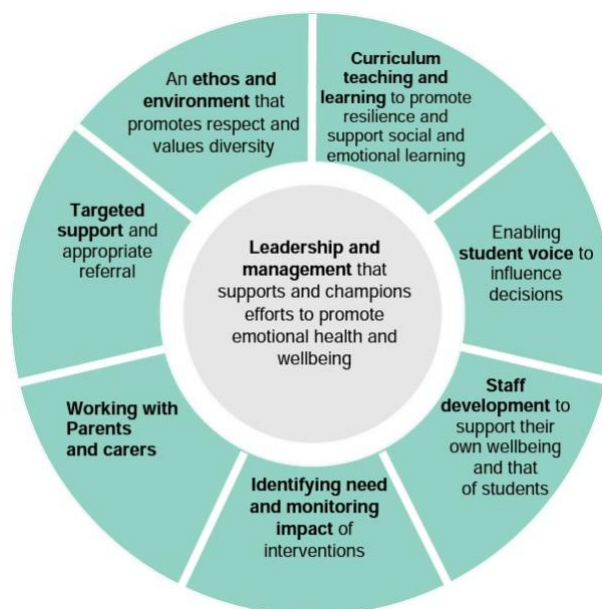 An ethos and
environment that
promotes respect and
values diversity
Curriculum
teaching and
learning to promote
resilience and
support social and
emotional learning
Enabling
student voice to
influence
decisions
Staff
development to
support their
own wellbeing
and that
of students
Identifying need
and monitoring
impact of
interventions
Working with
Parents
and carers
Targeted
support and
appropriate
referral
Leadership and
management that
supports and champions
efforts to promote
emotional health and
wellbeing